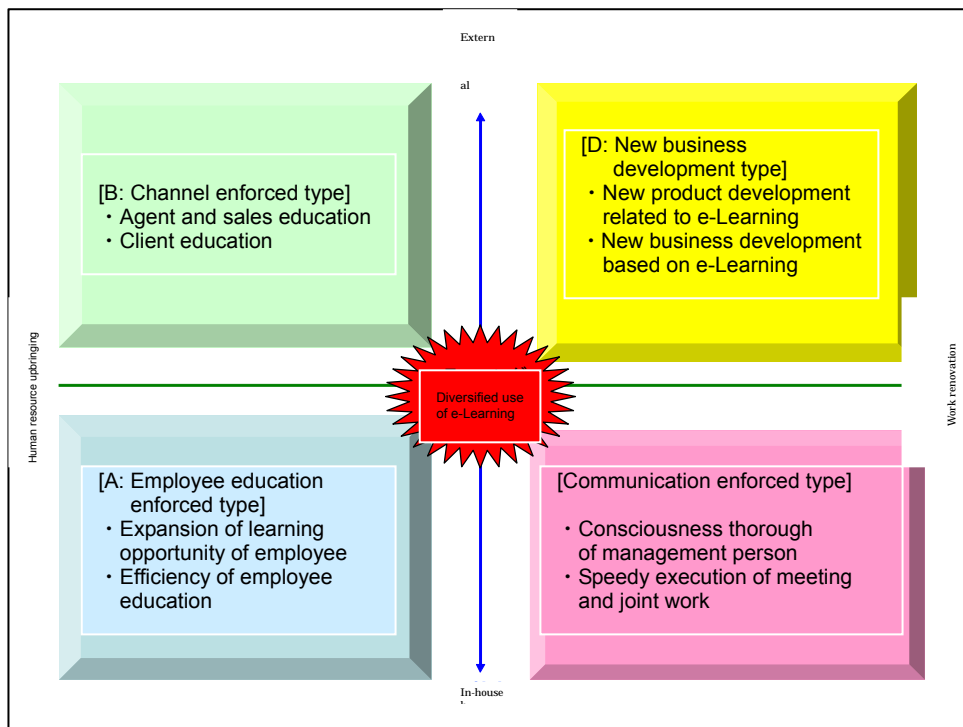 Extern
al
[B: Channel enforced type]
・Agent and sales education
・Client education
[D: New business
development type]
・New product development
related to e-Learning
・New business development
based on e-Learning
Human resource upbringing
Diversified use
of e-Learning
Work renovation
[A: Employee education
enforced type]
・Expansion of learning
opportunity of employee
・Efficiency of employee
education
[Communication enforced type]
・Consciousness thorough
of management person
・Speedy execution of meeting
and joint work
In-house